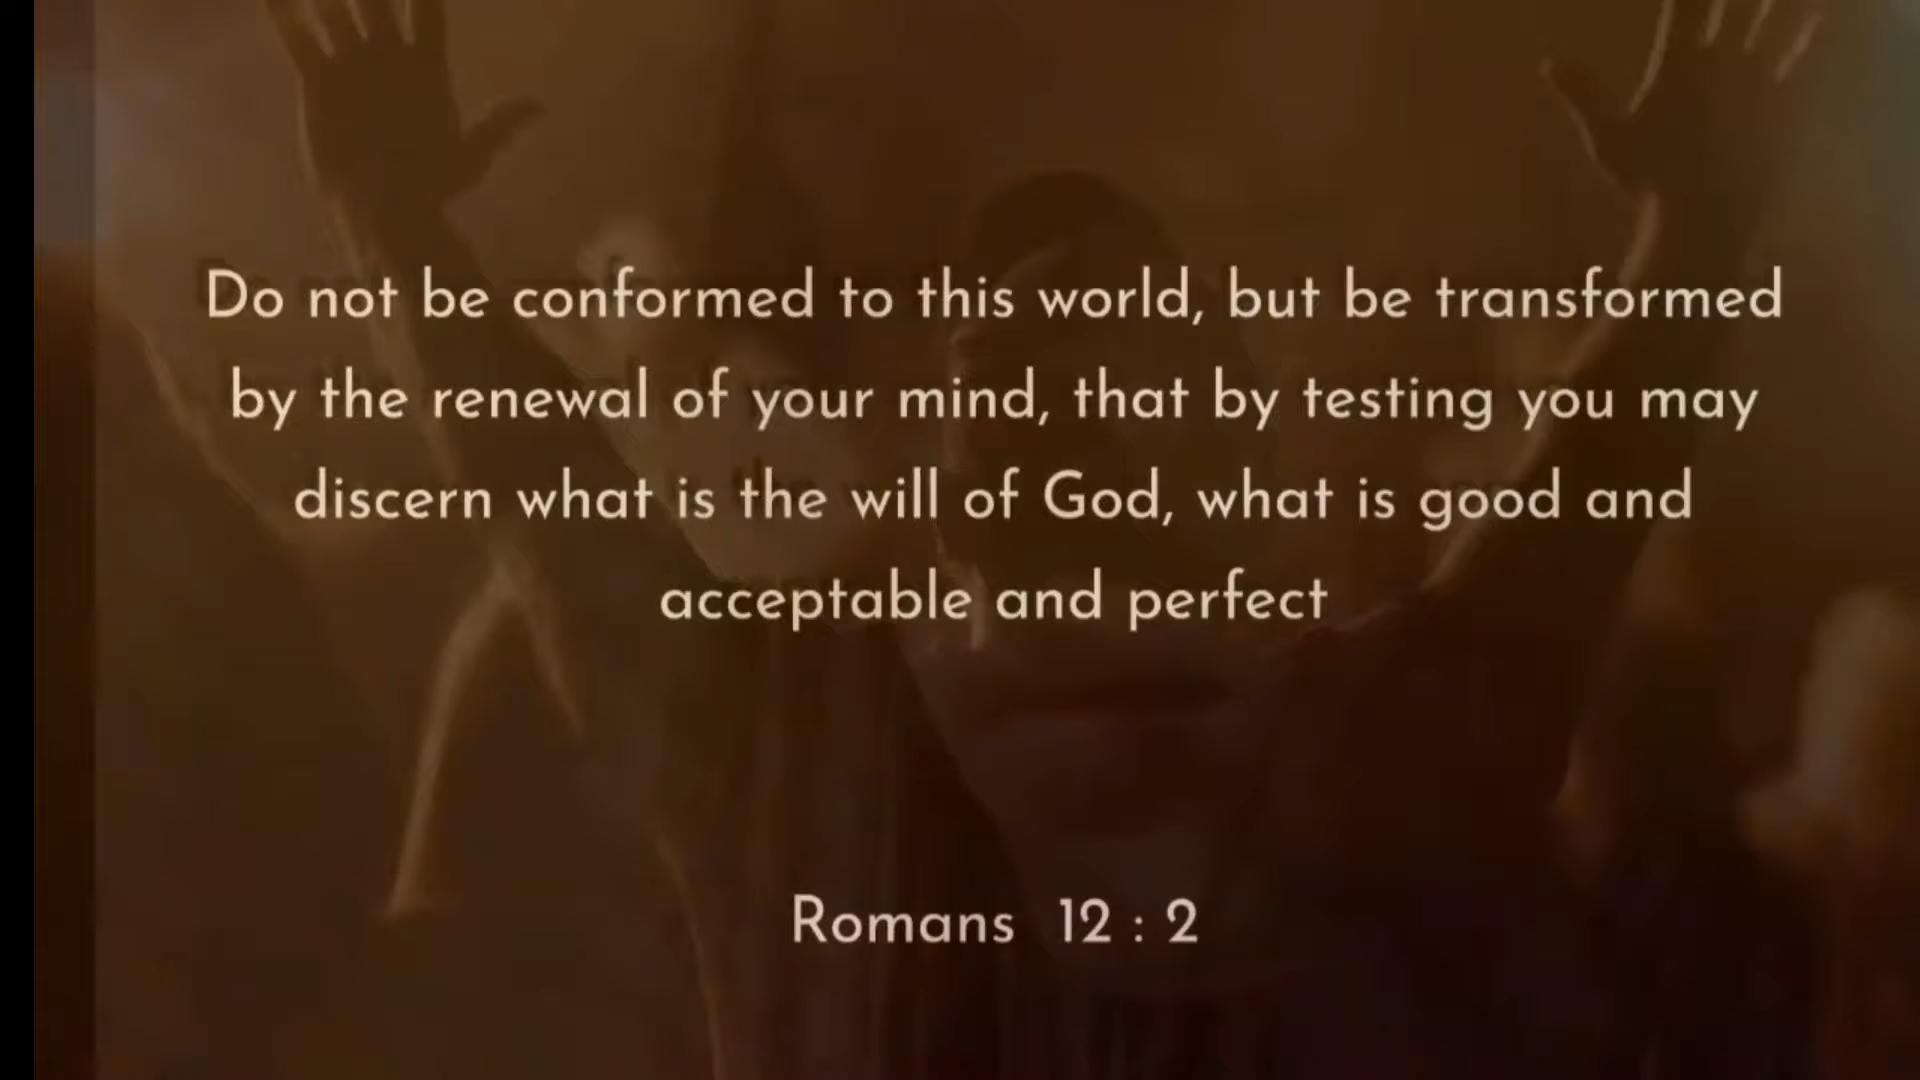 Do not be conformed to this world, but be transformed
by the renewal of your mind, that by testing you may
discern what is the will of God, what is good and
acceptable and perfect
Romans 12 : 2